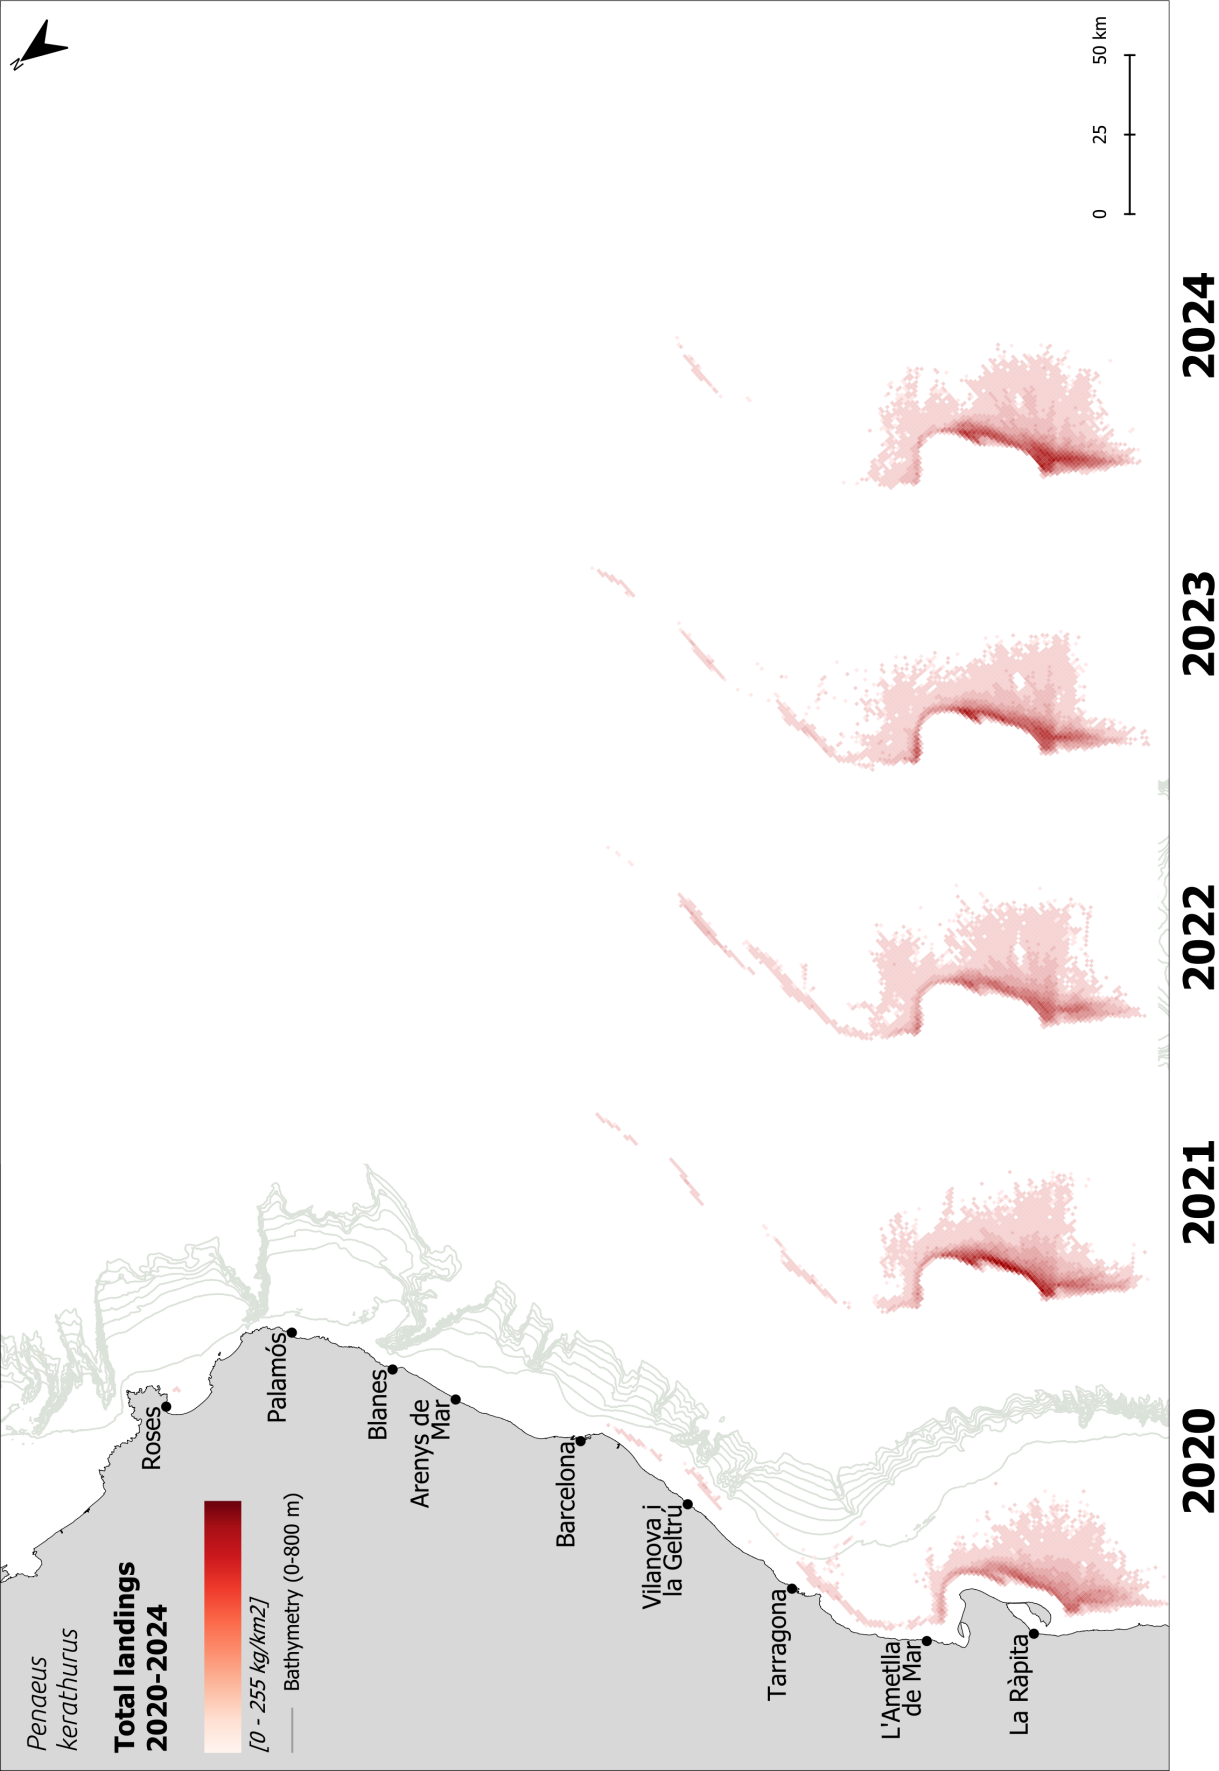 Penaeus
kerathurus
Total landings
2020-2024
[0 - 255 kg/km2]
Bathymetry (0-800 m)
N
Roses
Palamós
Blanes
Arenys de
Mar
Barcelona
Vilanova i
la Geltrú
Tarragona
L'Ametlla
de Mar
La Ràpita
0 25 50 km
2020 2021 2022 2023 2024